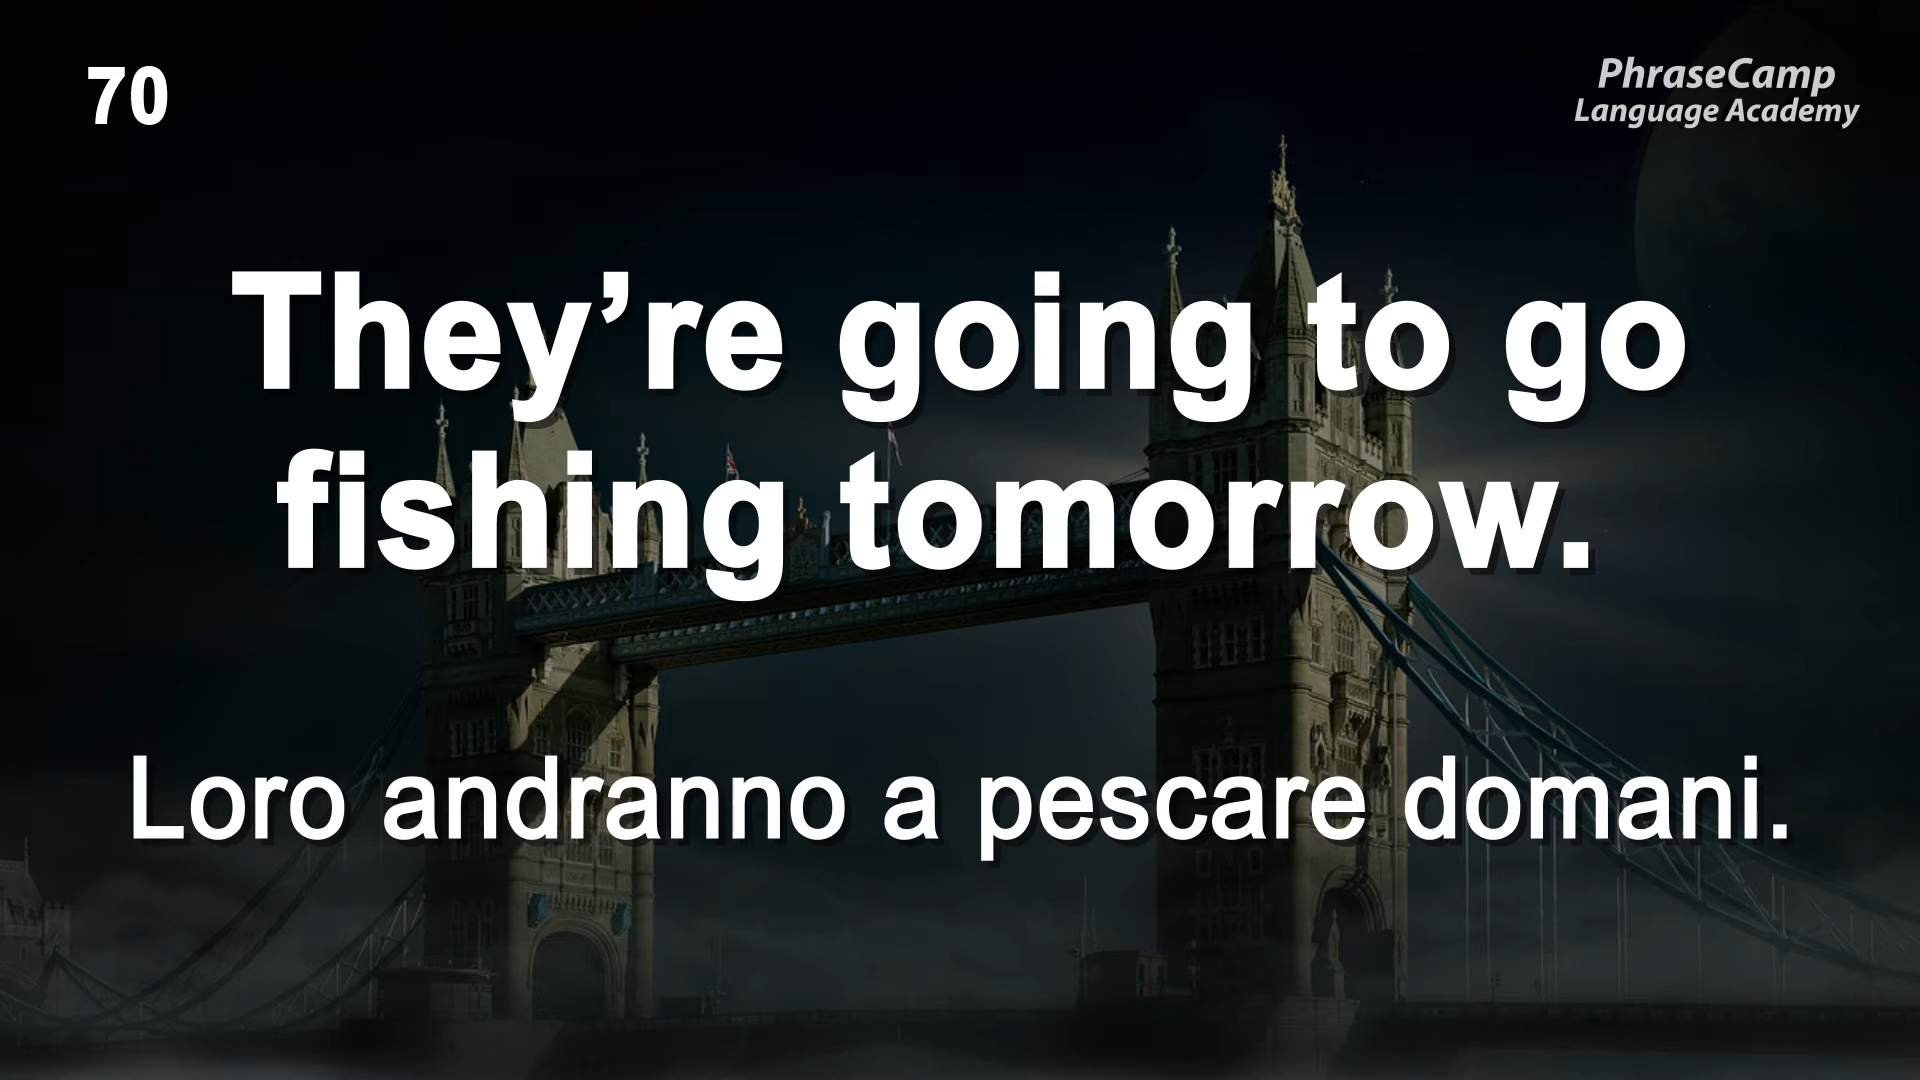 70
PhraseCamp
Language Academy
They’re going to go
fishing tomorrow.
Loro andranno a pescare domani.